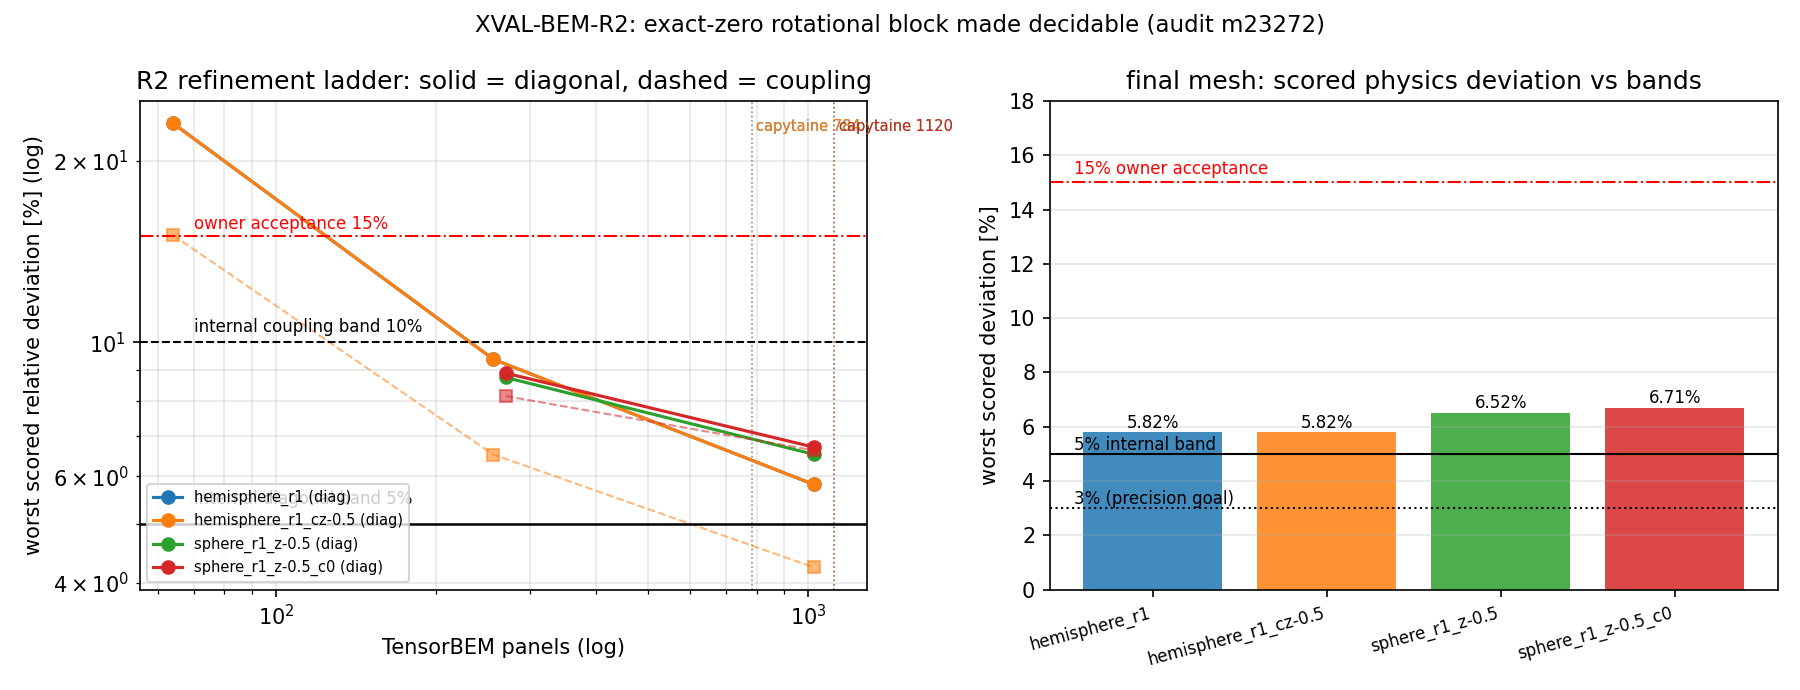 XVAL-BEM-R2: exact-zero rotational block made decidable (audit m23272)
R2 refinement ladder: solid = diagonal, dashed = coupling
worst scored relative deviation [%] (log)
2 × 10¹
10¹
6 × 10⁰
4 × 10⁰
capytaine 784
capytaine 1120
owner acceptance 15%
internal coupling band 10%
band 5%
hemisphere_r1 (diag)
hemisphere_r1_cz-0.5 (diag)
sphere_r1_z-0.5 (diag)
sphere_r1_z-0.5_c0 (diag)
10²
10³
TensorBEM panels (log)
final mesh: scored physics deviation vs bands
worst scored deviation [%]
18
16
14
12
10
8
6
4
2
0
15% owner acceptance
5.82%
5.82%
6.52%
6.71%
5% internal band
3% (precision goal)
hemisphere_r1
hemisphere_r1_cz-0.5
sphere_r1_z-0.5
sphere_r1_z-0.5_c0